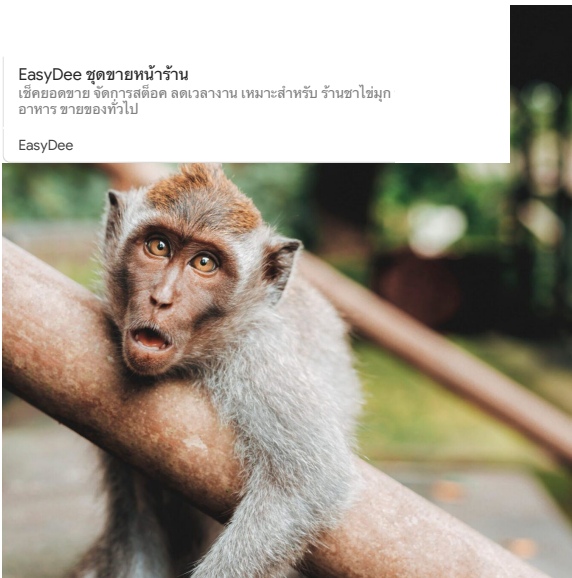 EasyDee ชุดขายหน้าร้าน
เช็คยอดขาย จัดการสต็อค ลดเวลางาน เหมาะสำหรับ ร้านชาไข่มุก
อาหาร ขายของทั่วไป
EasyDee